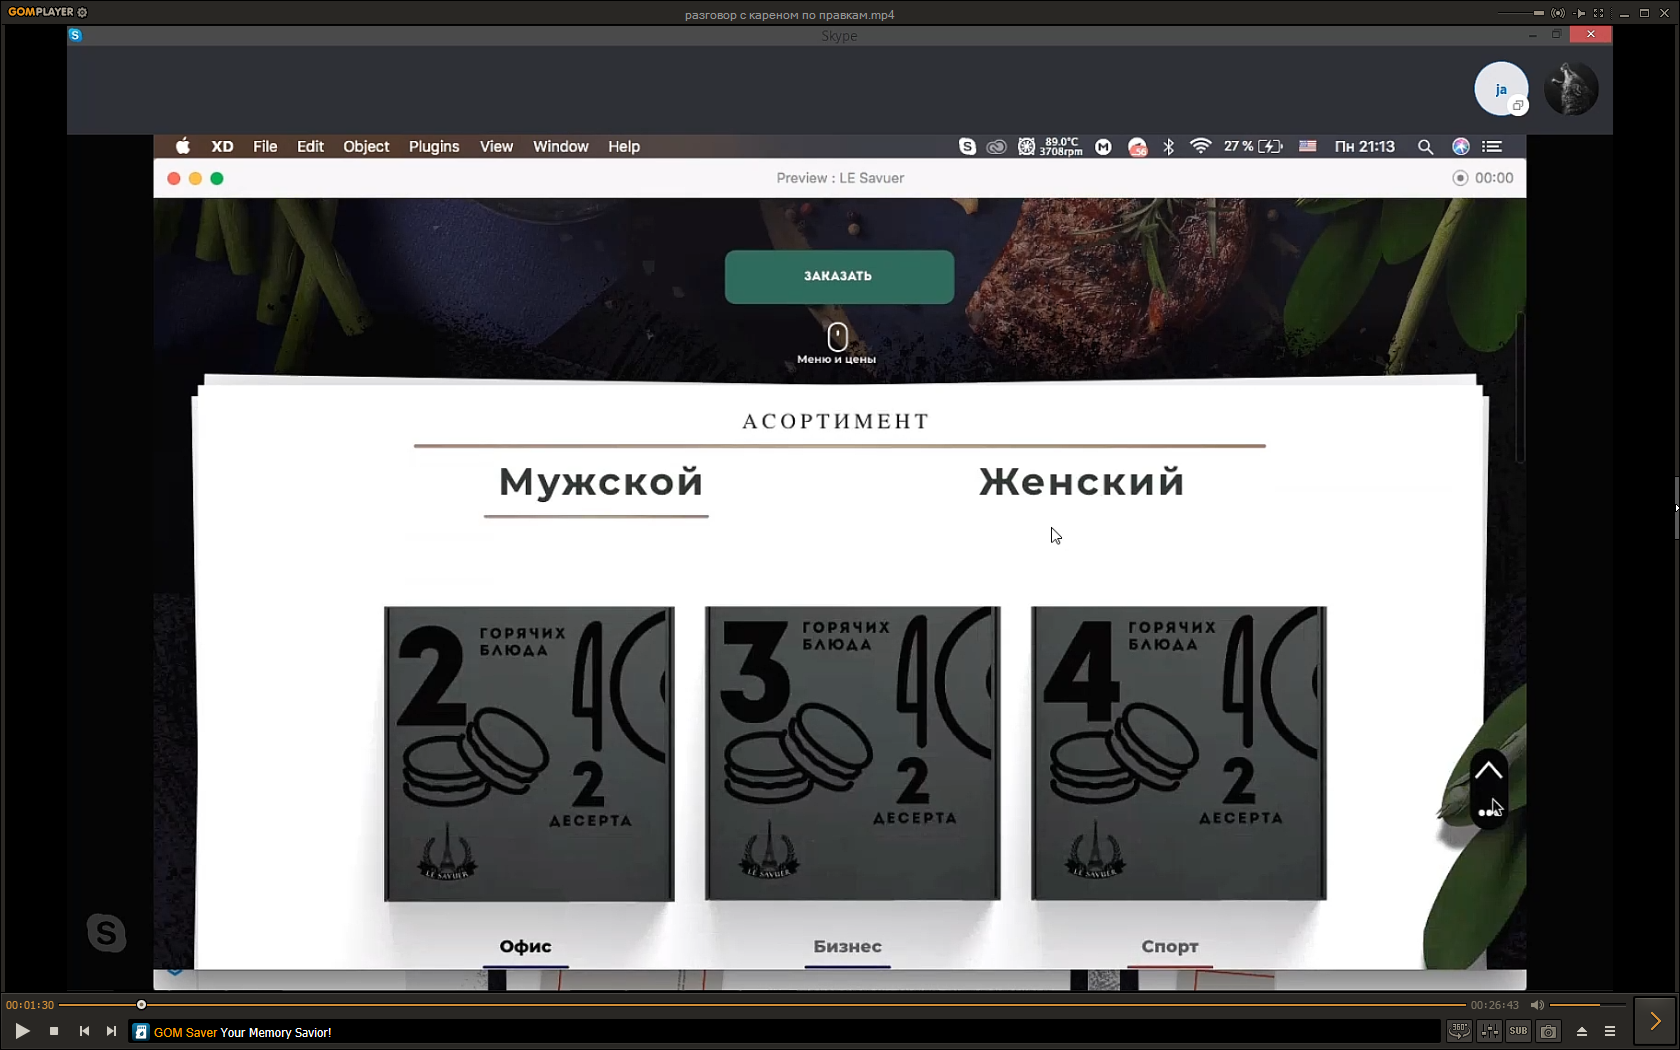 GOMPLAYER
разговор с кареном по правкам.mp4
Skype
ja
XD File Edit Object Plugins View Window Help
89.0°C
3708rpm
56
27 %
Пн 21:13
Preview : LE Savuer
00:00
ЗАКАЗАТЬ
Меню и цены
АСОРТИМЕНТ
Мужской Женский
2 ГОРЯЧИХ БЛЮДА
2 ДЕСЕРТА
LE SAVUER
3 ГОРЯЧИХ БЛЮДА
2 ДЕСЕРТА
LE SAVUER
4 ГОРЯЧИХ БЛЮДА
2 ДЕСЕРТА
LE SAVUER
Офис Бизнес Спорт
00:01:30
00:26:43
GOM Saver Your Memory Savior!
360°
SUB